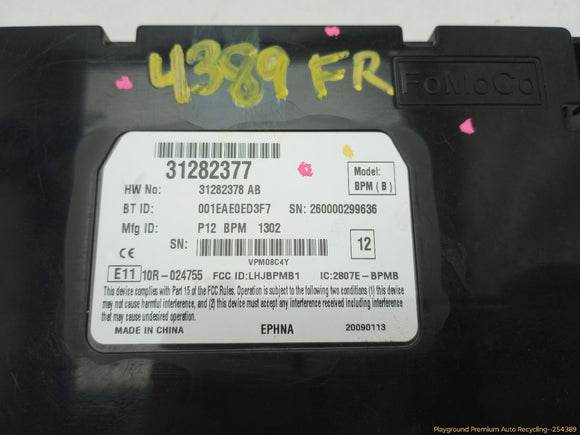 4389 FR
FoMoCo
31282377
Model:
BPM ( B )
HW No: 31282378 AB
BT ID: 001EAE0ED3F7 SN: 260000299636
Mfg ID: P12 BPM 1302
SN:
12
VPM08C4Y
CE
E11 10R-024755 FCC ID:LHJBPMB1 IC:2807E-BPMB
This device complies with Part 15 of the FCC Rules. Operation is subject to the following two conditions (1) this device
may not cause harmful interference, and (2) this device must accept any interference received including interference
that may cause undesired operation.
MADE IN CHINA EPHNA 20090113
Playground Premium Auto Recycling--254389